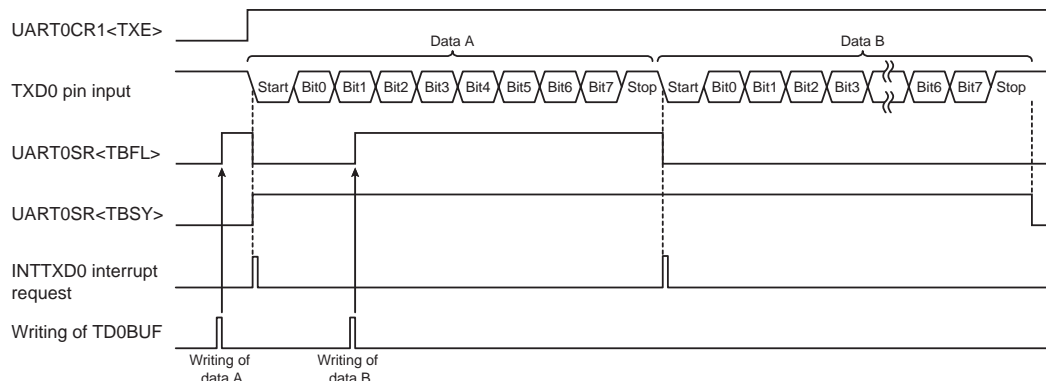 UART0CR1<TXE>
Data A
Data B
TXD0 pin input
Start Bit0 Bit1 Bit2 Bit3 Bit4 Bit5 Bit6 Bit7 Stop Start Bit0 Bit1 Bit2 Bit3 Bit6 Bit7 Stop
UART0SR<TBFL>
UART0SR<TBSY>
INTTXD0 interrupt
request
Writing of TD0BUF
Writing of
data A
Writing of
data B